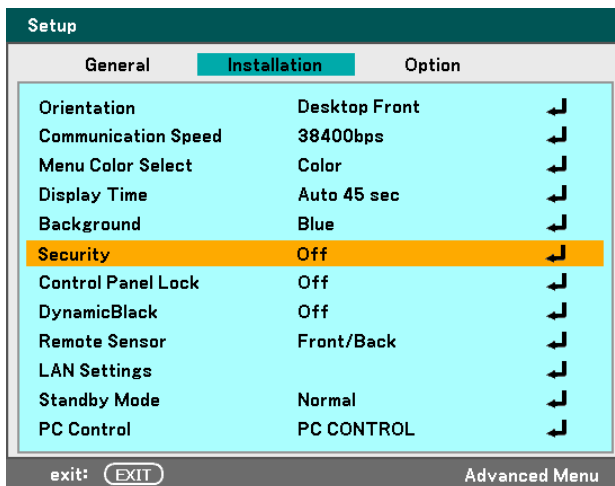 Setup
General Installation Option
Orientation Desktop Front
Communication Speed 38400bps
Menu Color Select Color
Display Time Auto 45 sec
Background Blue
Security Off
Control Panel Lock Off
DynamicBlack Off
Remote Sensor Front/Back
LAN Settings
Standby Mode Normal
PC Control PC CONTROL
exit: EXIT Advanced Menu